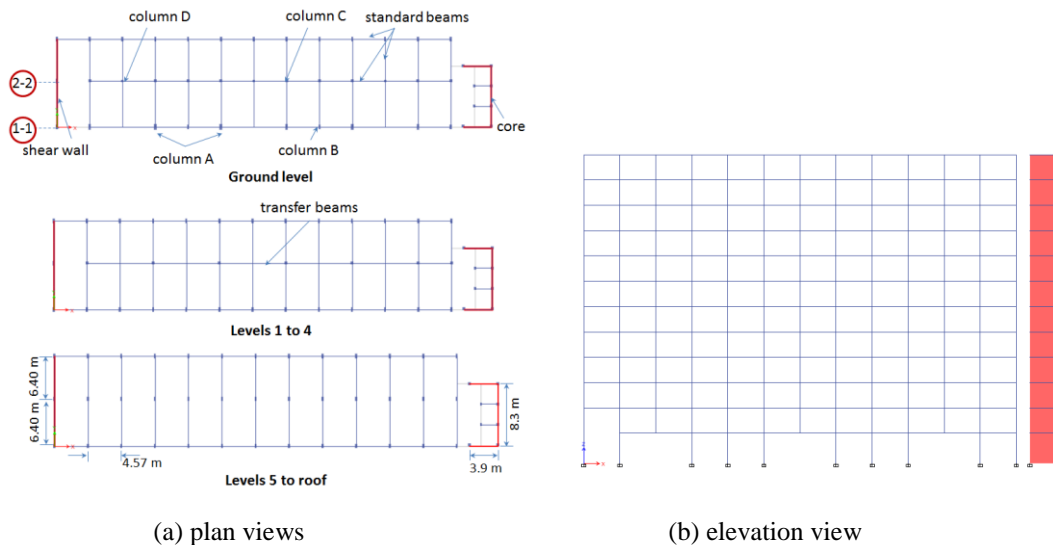 column D
column C
standard beams
2-2
1-1
x
shear wall
column A
column B
core
Ground level
transfer beams
x
Levels 1 to 4
6.40 m
6.40 m
8.3 m
x
4.57 m
3.9 m
Levels 5 to roof
z
x
(a) plan views
(b) elevation view